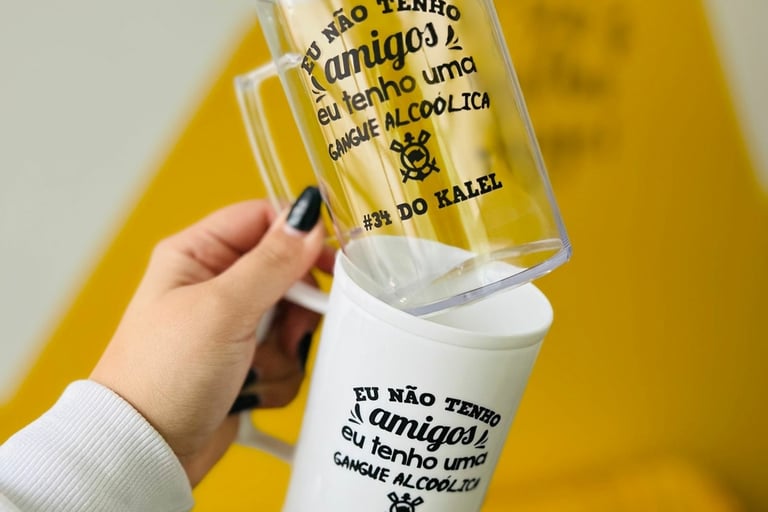 EU NÃO TENHO
amigos
eu tenho uma
GANGUE ALCOÓLICA
#34 DO KALEL
EU NÃO TENHO
amigos
eu tenho uma
GANGUE ALCOÓLICA